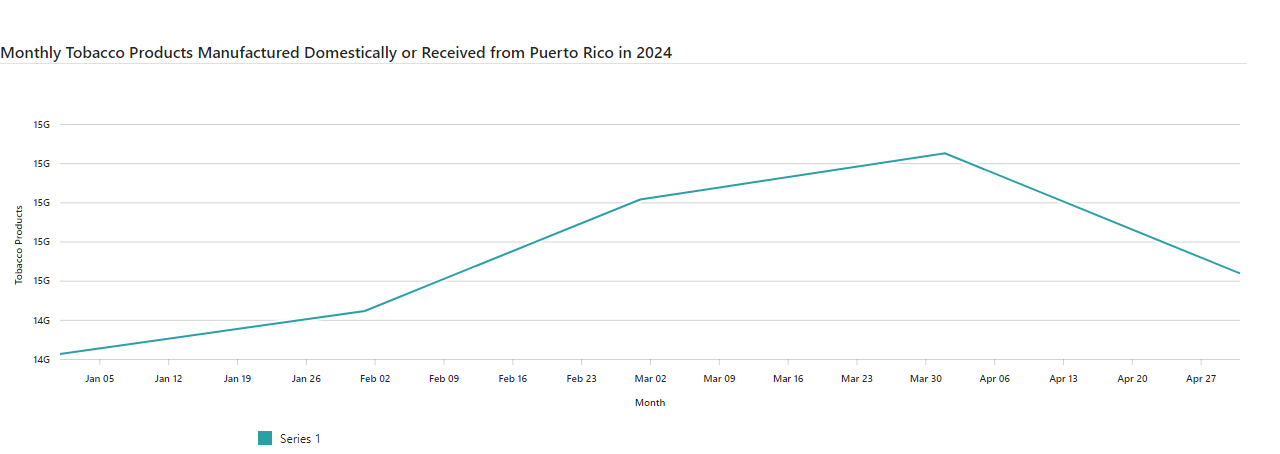 Monthly Tobacco Products Manufactured Domestically or Received from Puerto Rico in 2024
15G
15G
15G
15G
15G
14G
14G
Tobacco Products
Jan 05 Jan 12 Jan 19 Jan 26 Feb 02 Feb 09 Feb 16 Feb 23 Mar 02 Mar 09 Mar 16 Mar 23 Mar 30 Apr 06 Apr 13 Apr 20 Apr 27
Month
Series 1